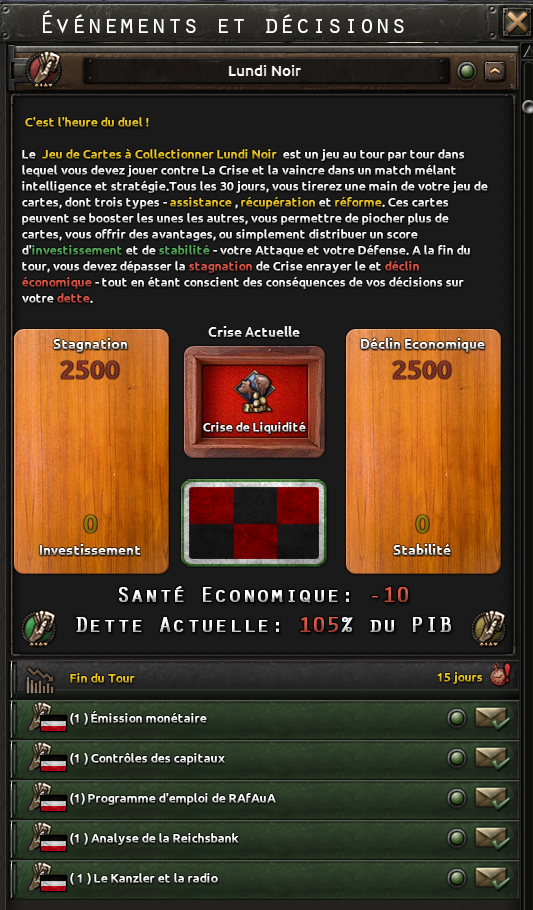 Événements et décisions
Lundi Noir
C'est l'heure du duel !
Le Jeu de Cartes à Collectionner Lundi Noir est un jeu au tour par tour dans
lequel vous devez jouer contre La Crise et la vaincre dans un match mélant
intelligence et stratégie.Tous les 30 jours, vous tirerez une main de votre jeu de
cartes, dont trois types - assistance , récupération et réforme. Ces cartes
peuvent se booster les unes les autres, vous permettre de piocher plus de
cartes, vous offrir des avantages, ou simplement distribuer un score
d'investissement et de stabilité - votre Attaque et votre Défense. A la fin du
tour, vous devez dépasser la stagnation de Crise enrayer le et déclin
économique - tout en étant conscient des conséquences de vos décisions sur
votre dette.
Stagnation
2500
Crise Actuelle
Déclin Economique
2500
Crise de Liquidité
0
Investissement
0
Stabilité
Santé Economique: -10
Dette Actuelle: 105% du PIB
Fin du Tour
15 jours
(1 ) Émission monétaire
(1 ) Contrôles des capitaux
(1) Programme d'emploi de RAfAuA
(1 ) Analyse de la Reichsbank
( 1 ) Le Kanzler et la radio